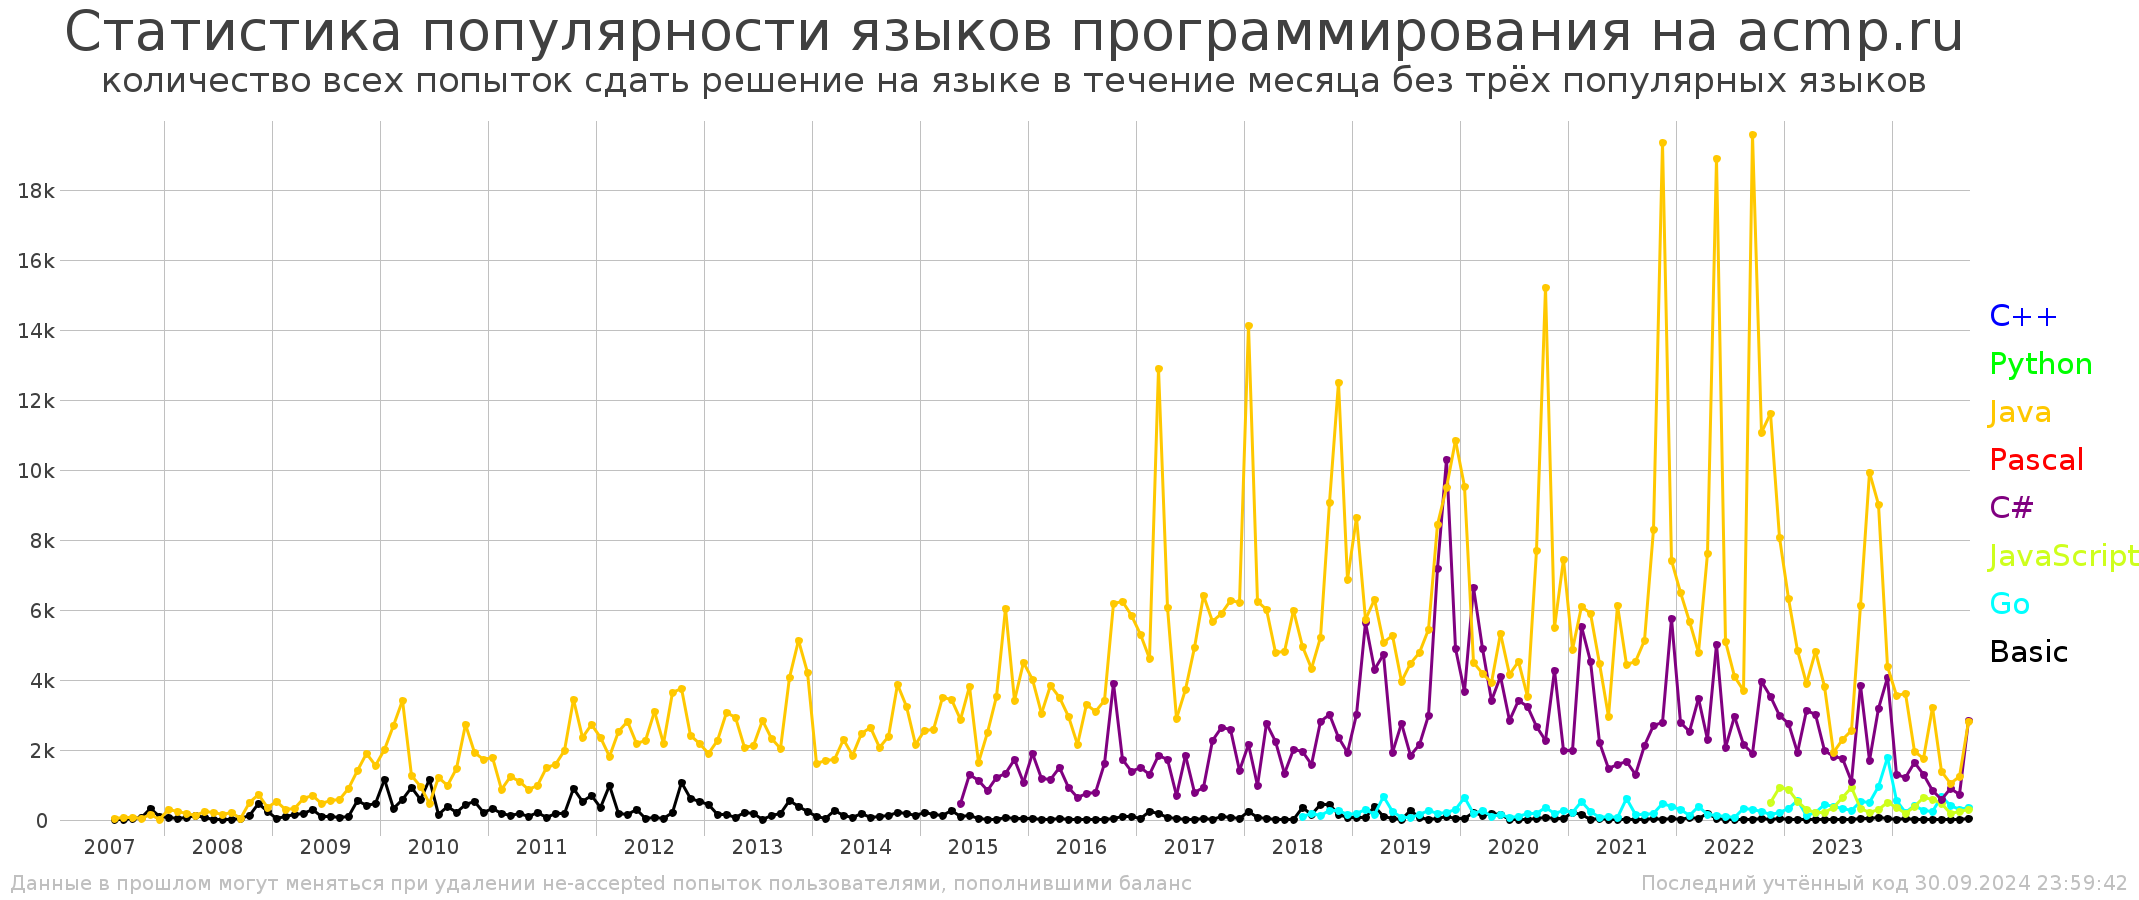 Статистика популярности языков программирования на acmp.ru
количество всех попыток сдать решение на языке в течение месяца без трёх популярных языков
18k
16k
14k
12k
10k
8k
6k
4k
2k
0
C++
Python
Java
Pascal
C#
JavaScript
Go
Basic
2007 2008 2009 2010 2011 2012 2013 2014 2015 2016 2017 2018 2019 2020 2021 2022 2023
Данные в прошлом могут меняться при удалении не-accepted попыток пользователями, пополнившими баланс
Последний учтённый код 30.09.2024 23:59:42